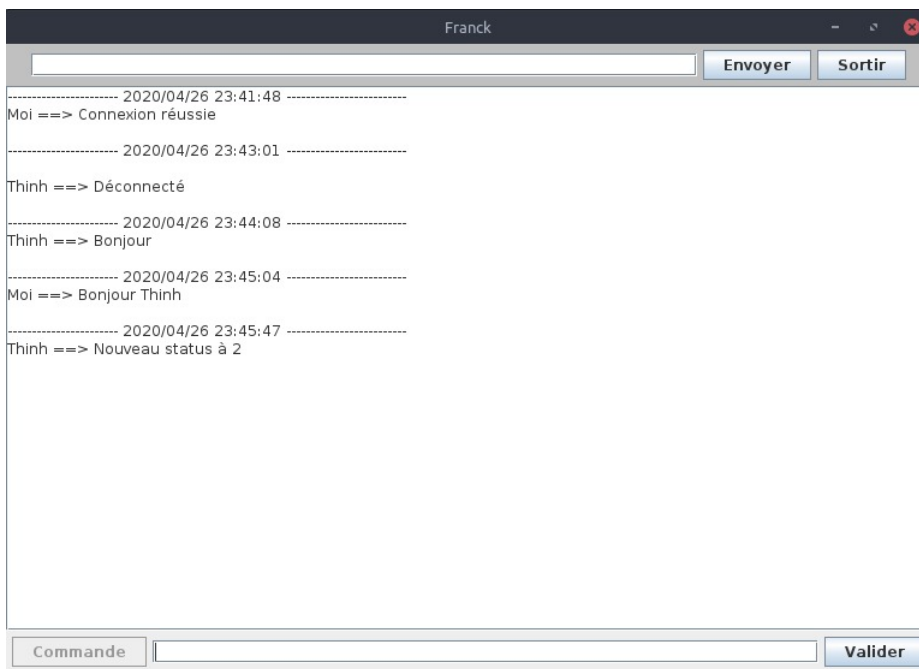 Franck
Envoyer Sortir
----------------------- 2020/04/26 23:41:48 -------------------------
Moi ==> Connexion réussie
----------------------- 2020/04/26 23:43:01 -------------------------
Thinh ==> Déconnecté
----------------------- 2020/04/26 23:44:08 -------------------------
Thinh ==> Bonjour
----------------------- 2020/04/26 23:45:04 -------------------------
Moi ==> Bonjour Thinh
----------------------- 2020/04/26 23:45:47 -------------------------
Thinh ==> Nouveau status à 2
Commande Valider